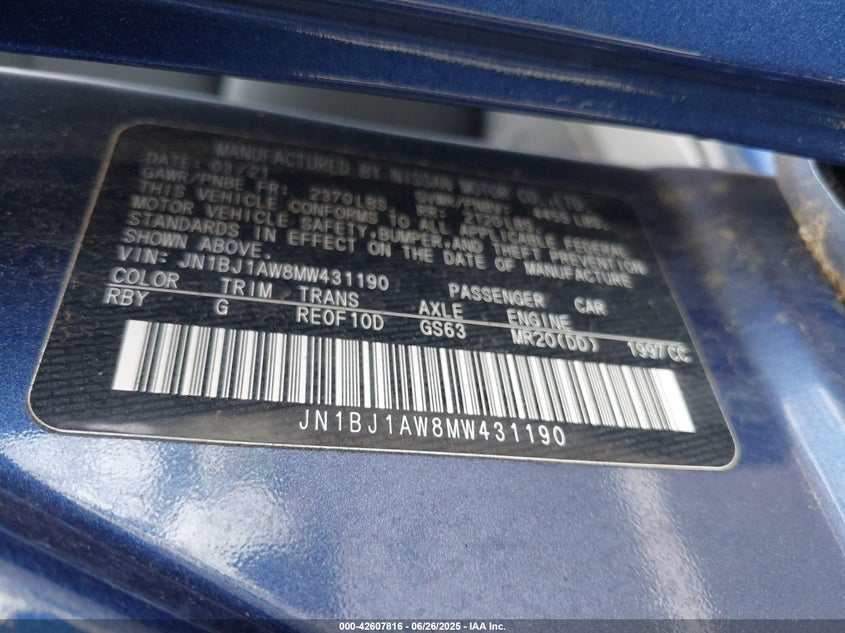 MANUFACTURED BY NISSAN MOTOR CO.,LTD.
DATE: 03/21
GAWR/PNBE FR: 2370LBS. GVWR/PNBV: LBS.
RR: 2120LBS.
THIS VEHICLE CONFORMS TO ALL APPLICABLE FEDERAL
MOTOR VEHICLE SAFETY, BUMPER, AND THEFT PREVENTION
STANDARDS IN EFFECT ON THE DATE OF MANUFACTURE
SHOWN ABOVE.
VIN: JN1BJ1AW8MW431190 PASSENGER CAR
COLOR TRIM TRANS AXLE ENGINE
RBY G RE0F10D GS63 MR20(DD) 1997CC
JN1BJ1AW8MW431190
000-42607816 - 06/26/2025 - IAA Inc.